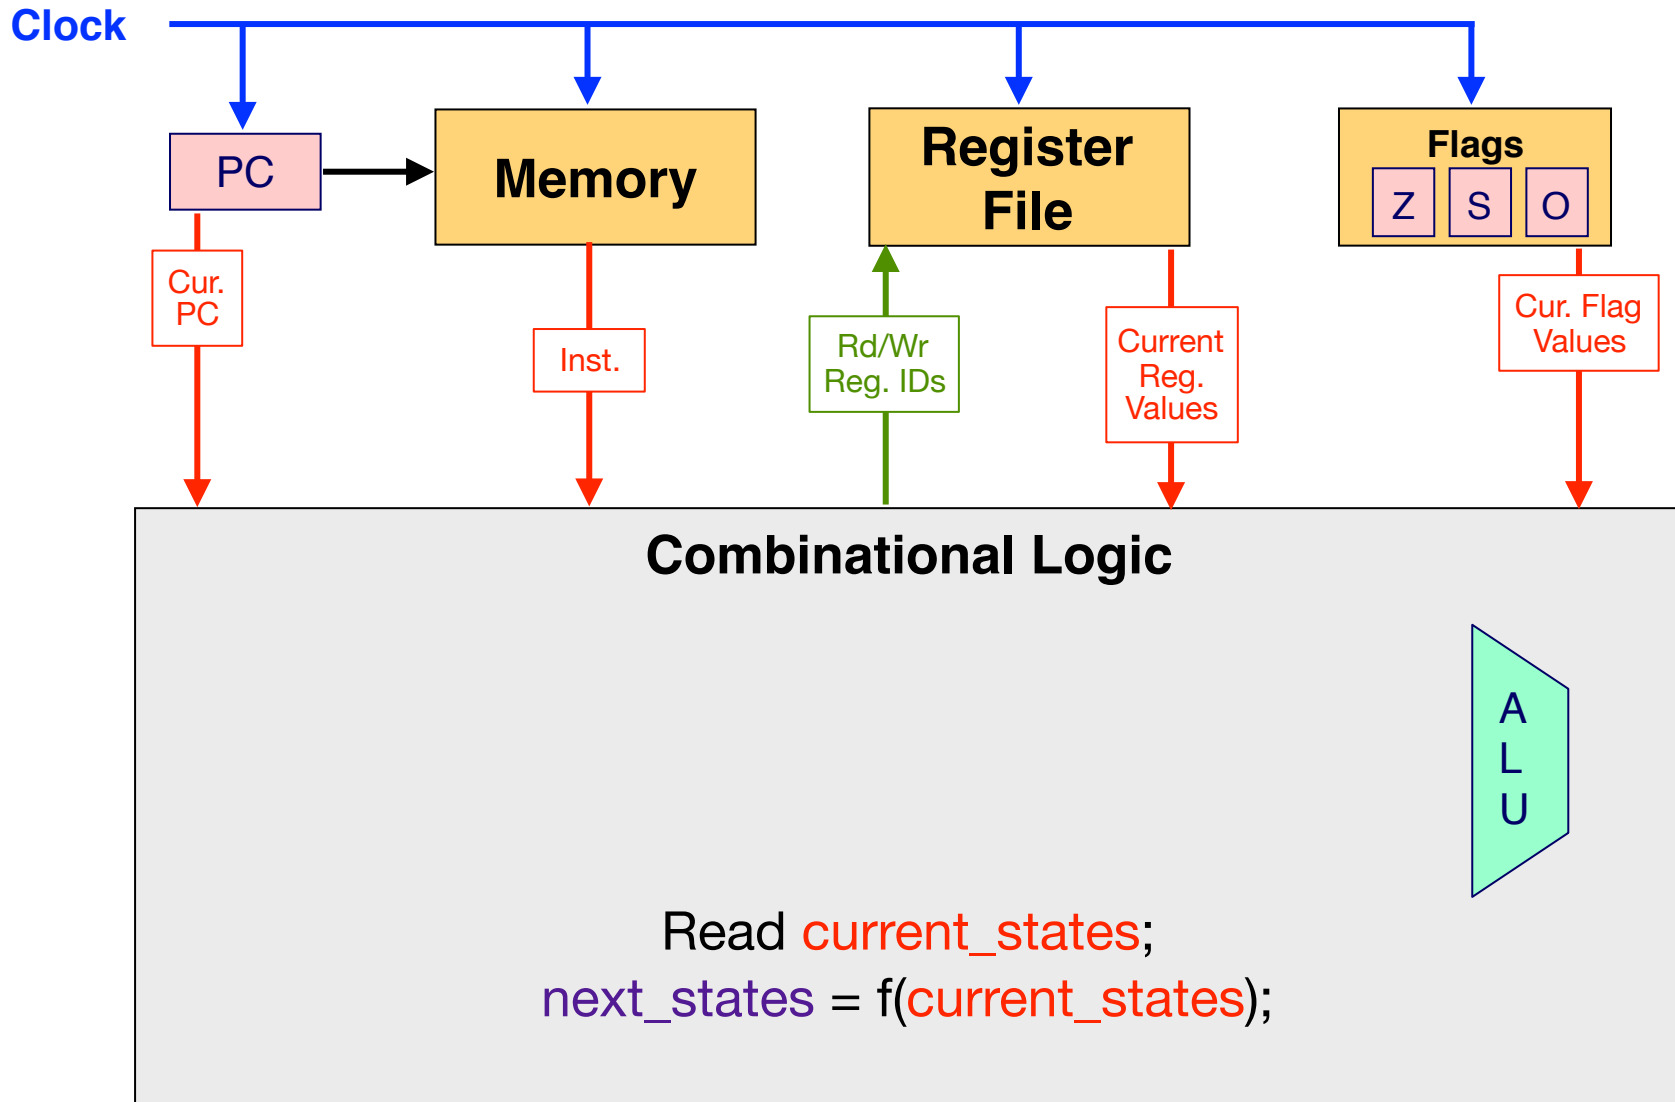 Clock
PC
Memory
Register
File
Flags
Z S O
Cur.
PC
Inst.
Rd/Wr
Reg. IDs
Current
Reg.
Values
Cur. Flag
Values
Combinational Logic
A
L
U
Read current_states;
next_states = f(current_states);